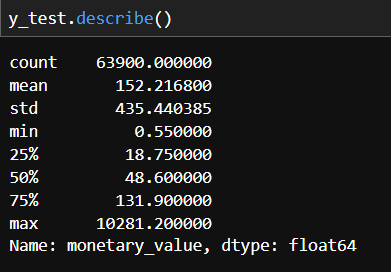 y_test.describe()
count    63900.000000
mean       152.216800
std        435.440385
min          0.550000
25%         18.750000
50%         48.600000
75%        131.900000
max      10281.200000
Name: monetary_value, dtype: float64